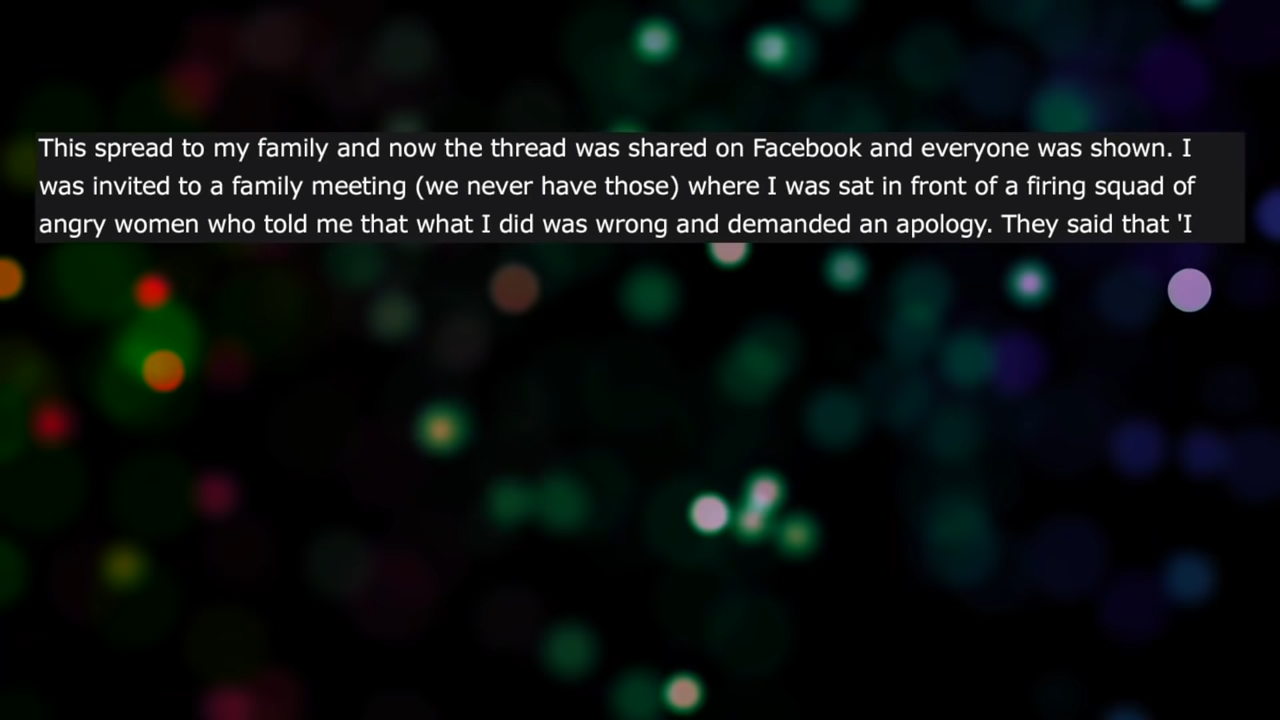 This spread to my family and now the thread was shared on Facebook and everyone was shown. I
was invited to a family meeting (we never have those) where I was sat in front of a firing squad of
angry women who told me that what I did was wrong and demanded an apology. They said that 'I